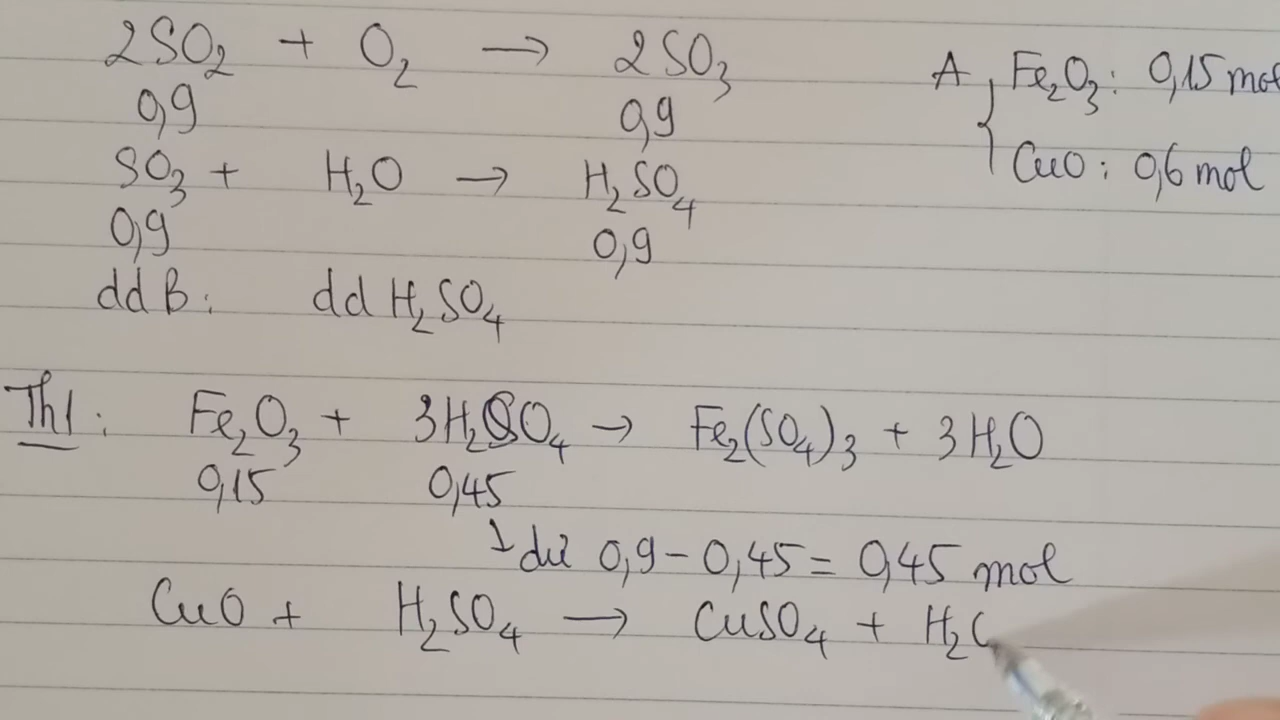 2SO₂ + O₂ → 2SO₃
0,9 0,9
SO₃ + H₂O → H₂SO₄
0,9 0,9
ddB: dd H₂SO₄
A { Fe₂O₃: 0,15 mol
CuO: 0,6 mol
Th1: Fe₂O₃ + 3H₂SO₄ → Fe₂(SO₄)₃ + 3H₂O
0,15 0,45
↓ dư 0,9 - 0,45 = 0,45 mol
CuO + H₂SO₄ → CuSO₄ + H₂O